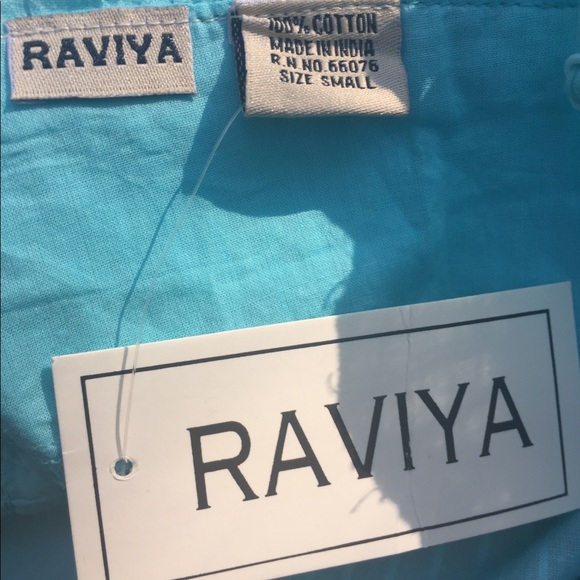 RAVIYA
100% COTTON
MADE IN INDIA
R.N.NO.66076
SIZE SMALL
RAVIYA